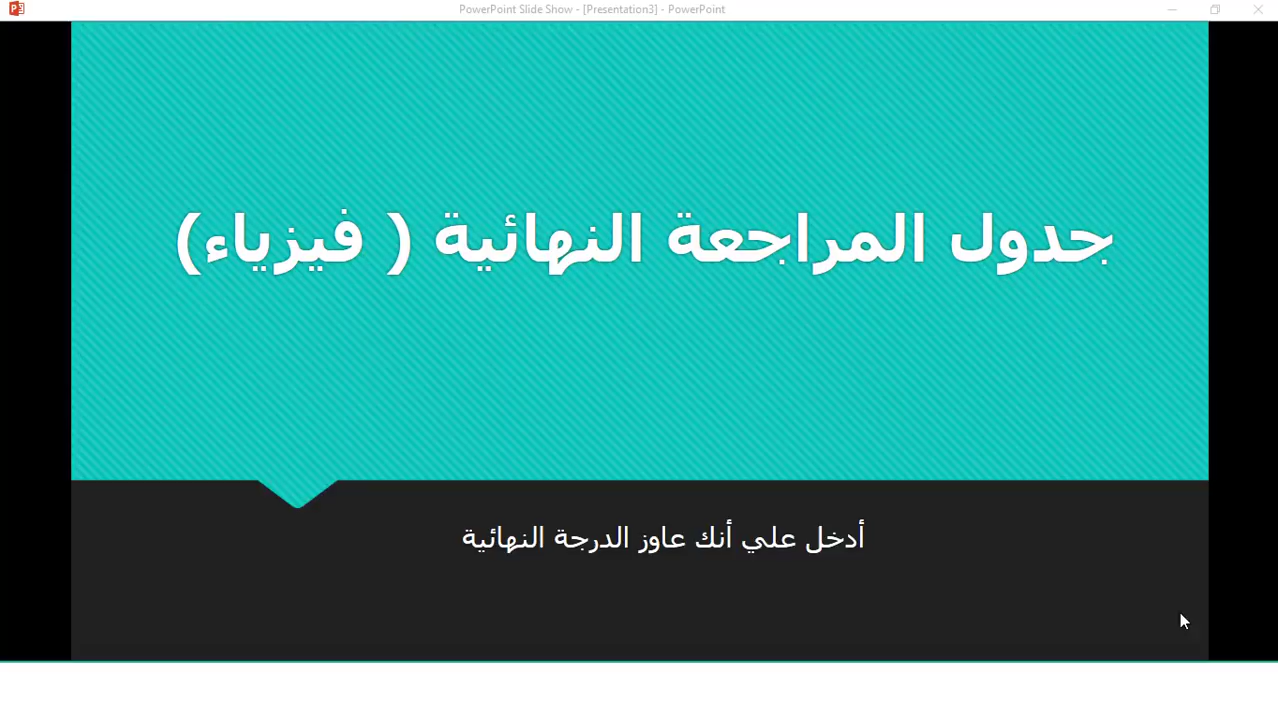 PowerPoint Slide Show - [Presentation3] - PowerPoint
جدول المراجعة النهائية ( فيزياء)
أدخل علي أنك عاوز الدرجة النهائية